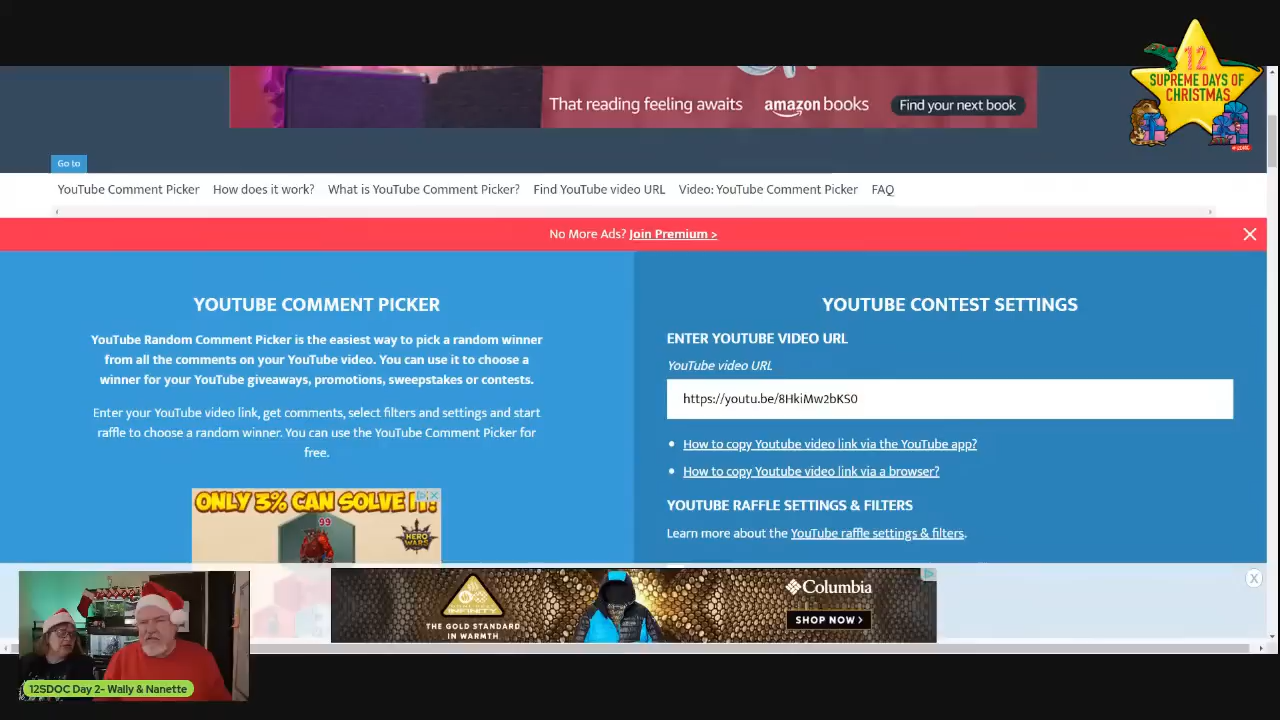 12
SUPREME DAYS OF
CHRISTMAS
That reading feeling awaits amazon books Find your next book
Go to
YouTube Comment Picker How does it work? What is YouTube Comment Picker? Find YouTube video URL Video: YouTube Comment Picker FAQ
No More Ads? Join Premium >
YOUTUBE COMMENT PICKER
YouTube Random Comment Picker is the easiest way to pick a random winner
from all the comments on your YouTube video. You can use it to choose a
winner for your YouTube giveaways, promotions, sweepstakes or contests.
Enter your YouTube video link, get comments, select filters and settings and start
raffle to choose a random winner. You can use the YouTube Comment Picker for
free.
ONLY 3% CAN SOLVE IT!
99
HERO
WARS
YOUTUBE CONTEST SETTINGS
ENTER YOUTUBE VIDEO URL
YouTube video URL
https://youtu.be/8HkiMw2bKS0
How to copy Youtube video link via the YouTube app?
How to copy Youtube video link via a browser?
YOUTUBE RAFFLE SETTINGS & FILTERS
Learn more about the YouTube raffle settings & filters.
INFINITY
THE GOLD STANDARD
IN WARMTH
Columbia
SHOP NOW >
12SDOC Day 2- Wally & Nanette